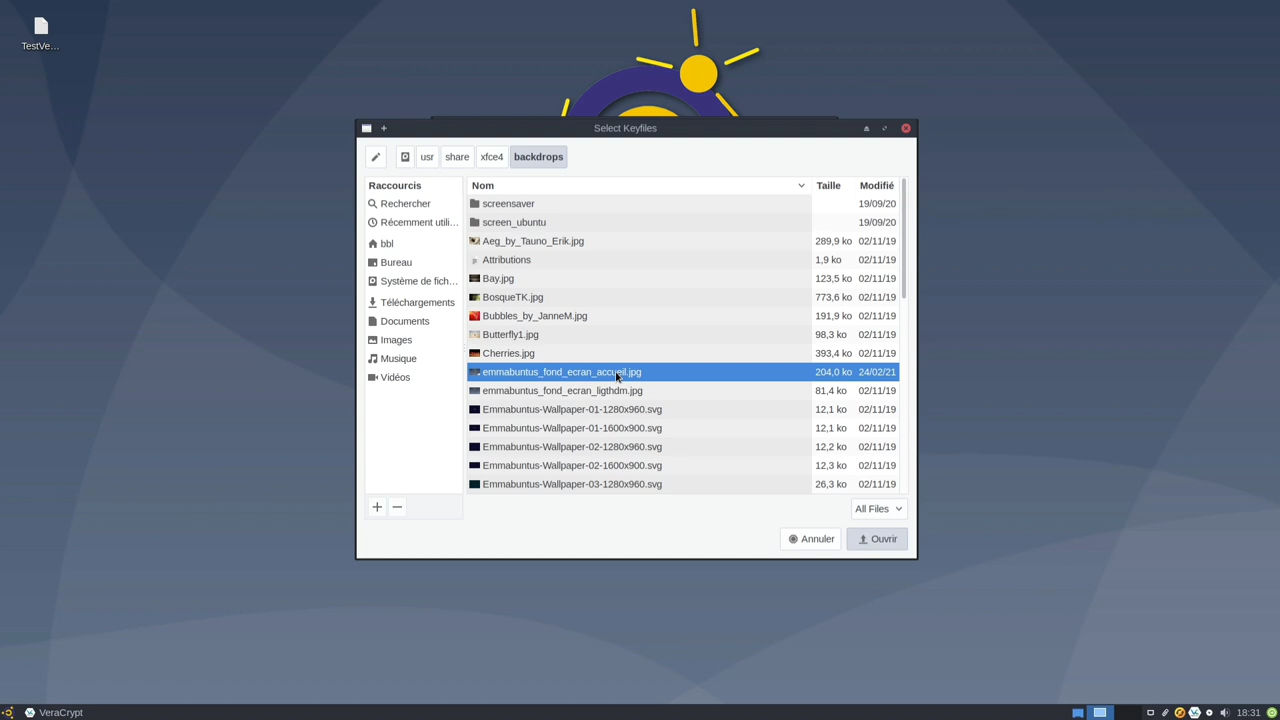 TestVe...
Select Keyfiles
usr share xfce4 backdrops
Raccourcis
Rechercher
Récemment utili...
bbl
Bureau
Système de fich...
Téléchargements
Documents
Images
Musique
Vidéos
Nom Taille Modifié
screensaver 19/09/20
screen_ubuntu 19/09/20
Aeg_by_Tauno_Erik.jpg 289,9 ko 02/11/19
Attributions 1,9 ko 02/11/19
Bay.jpg 123,5 ko 02/11/19
BosqueTK.jpg 773,6 ko 02/11/19
Bubbles_by_JanneM.jpg 191,9 ko 02/11/19
Butterfly1.jpg 98,3 ko 02/11/19
Cherries.jpg 393,4 ko 02/11/19
emmabuntus_fond_ecran_accueil.jpg 204,0 ko 24/02/21
emmabuntus_fond_ecran_ligthdm.jpg 81,4 ko 02/11/19
Emmabuntus-Wallpaper-01-1280x960.svg 12,1 ko 02/11/19
Emmabuntus-Wallpaper-01-1600x900.svg 12,1 ko 02/11/19
Emmabuntus-Wallpaper-02-1280x960.svg 12,2 ko 02/11/19
Emmabuntus-Wallpaper-02-1600x900.svg 12,3 ko 02/11/19
Emmabuntus-Wallpaper-03-1280x960.svg 26,3 ko 02/11/19
All Files
Annuler Ouvrir
VeraCrypt 18:31